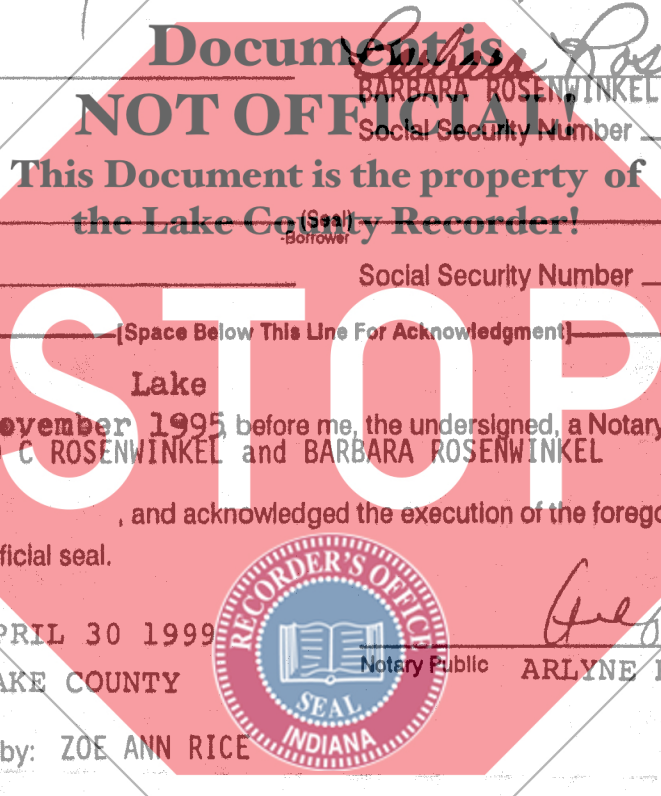 Document is
NOT OFFICIAL!
This Document is the property of
the Lake County Recorder!
Barbara Ros
BARBARA ROSENWINKEL
Social Security Number
(Seal)
-Borrower
Social Security Number
[Space Below This Line For Acknowledgment]
STOP
Lake
ovember 1995, before me, the undersigned, a Notary
C ROSENWINKEL and BARBARA ROSENWINKEL
, and acknowledged the execution of the forego
ficial seal.
RECORDER'S OFFICE
SEAL
INDIANA
PRIL 30 1999
Notary Public ARLYNE
AKE COUNTY
by: ZOE ANN RICE